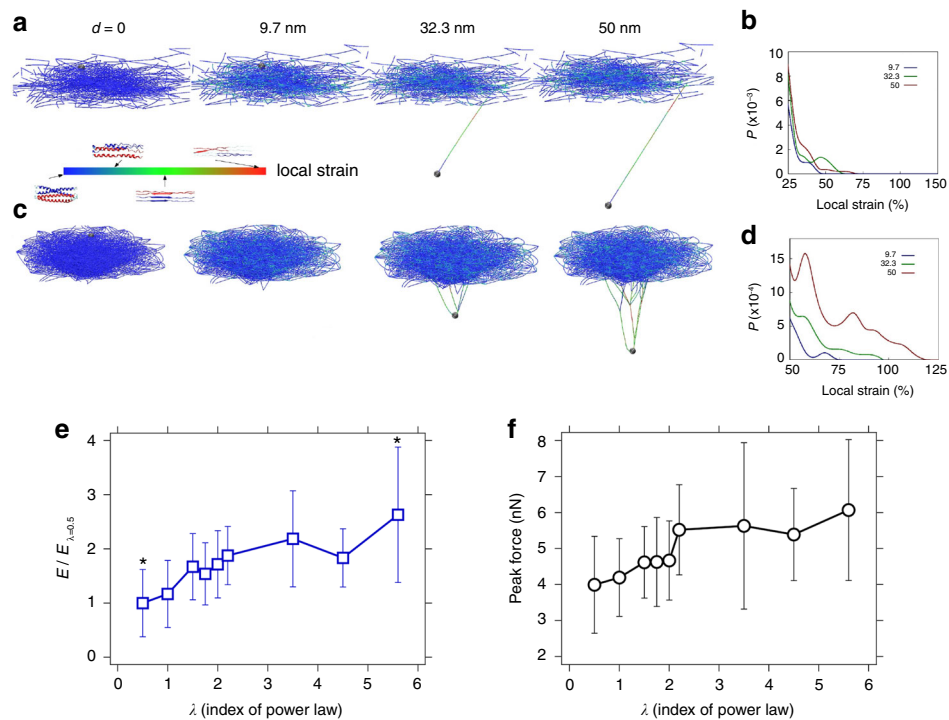 a
d = 0
9.7 nm
32.3 nm
50 nm
local strain
b
10
8
6
4
2
0
P (x10⁻³)
9.7
32.3
50
25
50
100
150
Local strain (%)
c
d
15
10
5
0
P (x10⁻⁴)
9.7
32.3
50
50
75
100
125
Local strain (%)
e
4
3
2
1
0
E / E λ=0.5
*
*
0
1
2
3
4
5
6
λ (index of power law)
f
8
7
6
5
4
3
2
Peak force (nN)
0
1
2
3
4
5
6
λ (index of power law)